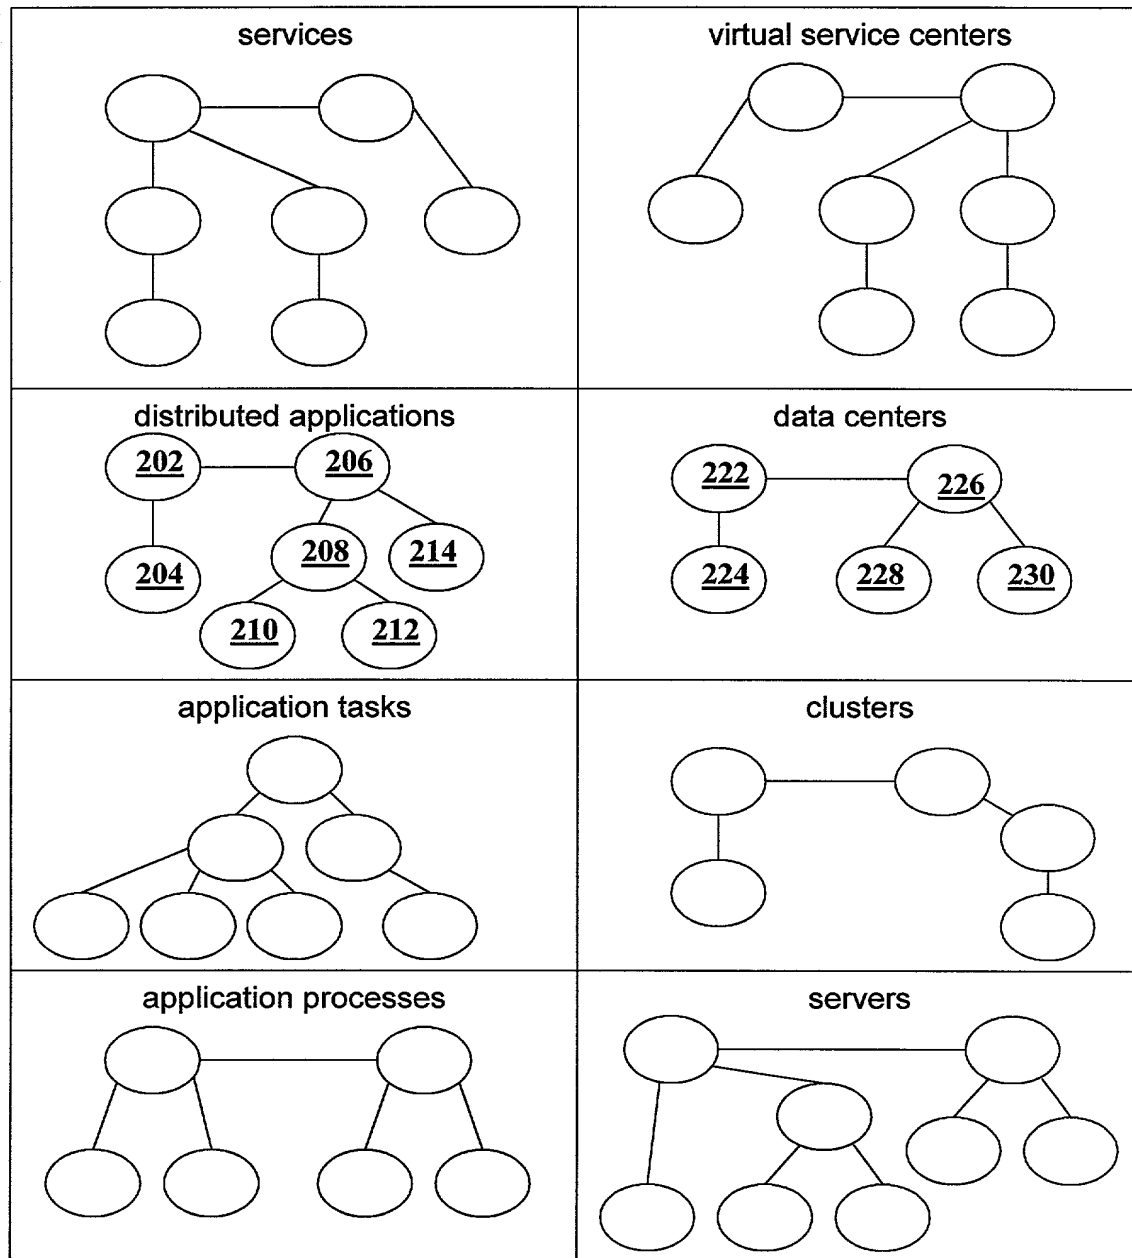 services
virtual service centers
distributed applications
202
206
208
214
204
210
212
data centers
222
226
224
228
230
application tasks
clusters
application processes
servers